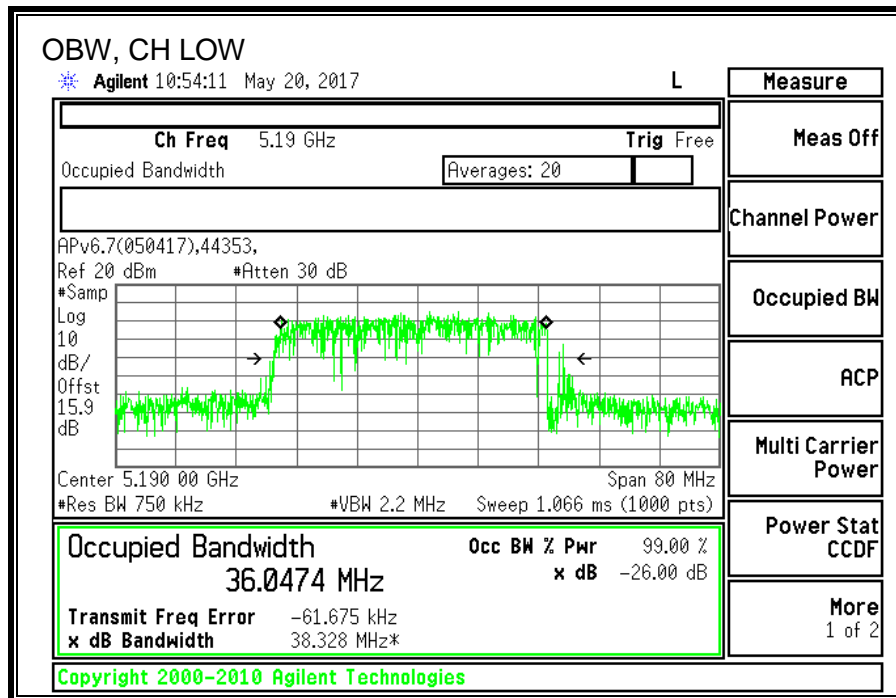 OBW, CH LOW
Agilent 10:54:11 May 20, 2017 L Measure
Ch Freq 5.19 GHz Trig Free
Meas Off
Occupied Bandwidth Averages: 20
Channel Power
APv6.7(050417),44353,
Ref 20 dBm #Atten 30 dB
#Samp
Log
10
dB/
Offst
15.9
dB
Occupied BW
ACP
Center 5.190 00 GHz Span 80 MHz
#Res BW 750 kHz #VBW 2.2 MHz Sweep 1.066 ms (1000 pts)
Multi Carrier
Power
Occupied Bandwidth Occ BW % Pwr 99.00 %
36.0474 MHz x dB -26.00 dB
Power Stat
CCDF
Transmit Freq Error -61.675 kHz
x dB Bandwidth 38.328 MHz*
More
1 of 2
Copyright 2000-2010 Agilent Technologies